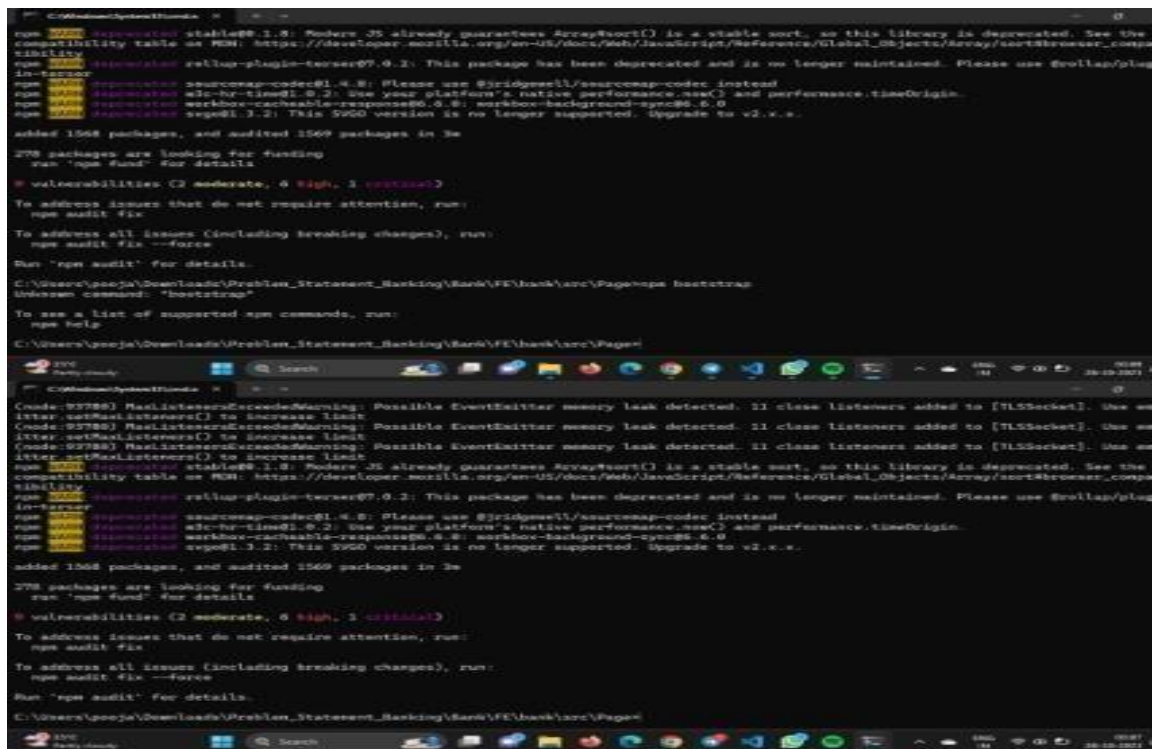 C:\Windows\System32\cmd.e
npm WARN deprecated stable@0.1.8: Modern JS already guarantees Array#sort() is a stable sort, so this library is deprecated. See the
compatibility table on MDN: https://developer.mozilla.org/en-US/docs/Web/JavaScript/Reference/Global_Objects/Array/sort#browser_compa
tibility
npm WARN deprecated rollup-plugin-terser@7.0.2: This package has been deprecated and is no longer maintained. Please use @rollup/plug
in-terser
npm WARN deprecated sourcemap-codec@1.4.8: Please use @jridgewell/sourcemap-codec instead
npm WARN deprecated w3c-hr-time@1.0.2: Use your platform's native performance.now() and performance.timeOrigin.
npm WARN deprecated workbox-cacheable-response@6.6.0: workbox-background-sync@6.6.0
npm WARN deprecated svgo@1.3.2: This SVGO version is no longer supported. Upgrade to v2.x.x.
added 1568 packages, and audited 1569 packages in 3m
270 packages are looking for funding
run `npm fund` for details
9 vulnerabilities (2 moderate, 6 high, 1 critical)
To address issues that do not require attention, run:
npm audit fix
To address all issues (including breaking changes), run:
npm audit fix --force
Run `npm audit` for details.
C:\Users\pooja\Downloads\Problem_Statement_Banking\Bank\FE\bank\src\Page>npm bootstrap
Unknown command: "bootstrap"
To see a list of supported npm commands, run:
npm help
C:\Users\pooja\Downloads\Problem_Statement_Banking\Bank\FE\bank\src\Page>
Partly cloudy
Search
ENG
C:\Windows\System32\cmd.e
(node:93780) MaxListenersExceededWarning: Possible EventEmitter memory leak detected. 11 close listeners added to [TLSSocket]. Use em
itter.setMaxListeners() to increase limit
(node:93780) MaxListenersExceededWarning: Possible EventEmitter memory leak detected. 11 close listeners added to [TLSSocket]. Use em
itter.setMaxListeners() to increase limit
(node:93780) MaxListenersExceededWarning: Possible EventEmitter memory leak detected. 11 close listeners added to [TLSSocket]. Use em
itter.setMaxListeners() to increase limit
npm WARN deprecated stable@0.1.8: Modern JS already guarantees Array#sort() is a stable sort, so this library is deprecated. See the
compatibility table on MDN: https://developer.mozilla.org/en-US/docs/Web/JavaScript/Reference/Global_Objects/Array/sort#browser_compa
tibility
npm WARN deprecated rollup-plugin-terser@7.0.2: This package has been deprecated and is no longer maintained. Please use @rollup/plug
in-terser
npm WARN deprecated sourcemap-codec@1.4.8: Please use @jridgewell/sourcemap-codec instead
npm WARN deprecated w3c-hr-time@1.0.2: Use your platform's native performance.now() and performance.timeOrigin.
npm WARN deprecated workbox-cacheable-response@6.6.0: workbox-background-sync@6.6.0
npm WARN deprecated svgo@1.3.2: This SVGO version is no longer supported. Upgrade to v2.x.x.
added 1568 packages, and audited 1569 packages in 3m
270 packages are looking for funding
run `npm fund` for details
9 vulnerabilities (2 moderate, 6 high, 1 critical)
To address issues that do not require attention, run:
npm audit fix
To address all issues (including breaking changes), run:
npm audit fix --force
Run `npm audit` for details.
C:\Users\pooja\Downloads\Problem_Statement_Banking\Bank\FE\bank\src\Page>
Partly cloudy
Search
ENG